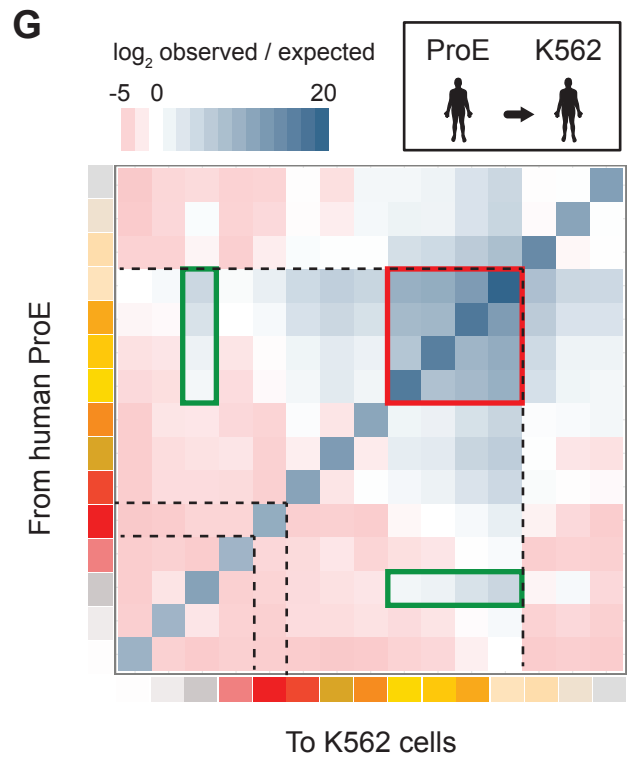 G
log₂ observed / expected
-5 0 20
ProE K562
From human ProE
To K562 cells